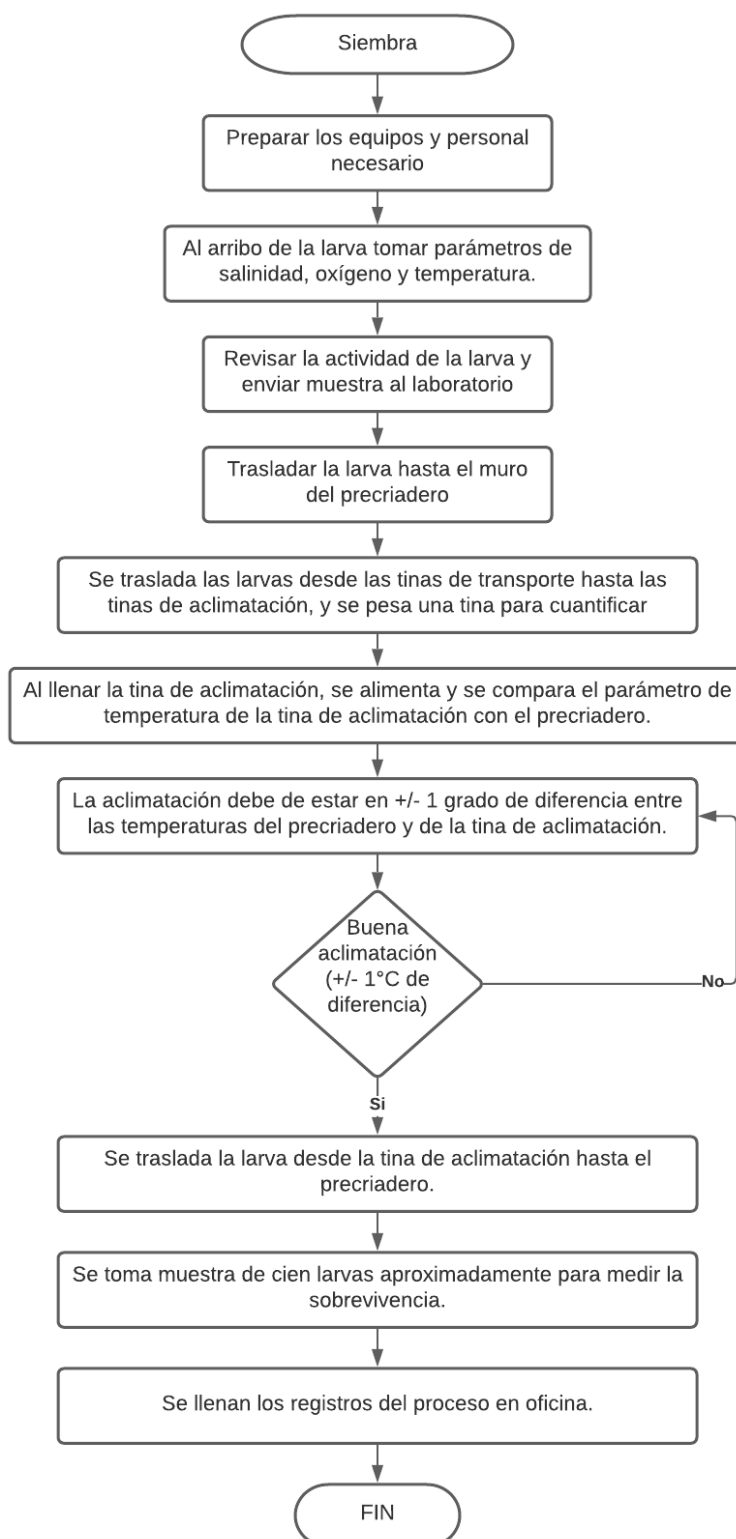 Siembra
Preparar los equipos y personal
necesario
Al arribo de la larva tomar parámetros de
salinidad, oxígeno y temperatura.
Revisar la actividad de la larva y
enviar muestra al laboratorio
Trasladar la larva hasta el muro
del precriadero
Se traslada las larvas desde las tinas de transporte hasta las
tinas de aclimatación, y se pesa una tina para cuantificar
Al llenar la tina de aclimatación, se alimenta y se compara el parámetro de
temperatura de la tina de aclimatación con el precriadero.
La aclimatación debe de estar en +/- 1 grado de diferencia entre
las temperaturas del precriadero y de la tina de aclimatación.
Buena
aclimatación
(+/- 1°C de
diferencia)
No
Si
Se traslada la larva desde la tina de aclimatación hasta el
precriadero.
Se toma muestra de cien larvas aproximadamente para medir la
sobrevivencia.
Se llenan los registros del proceso en oficina.
FIN